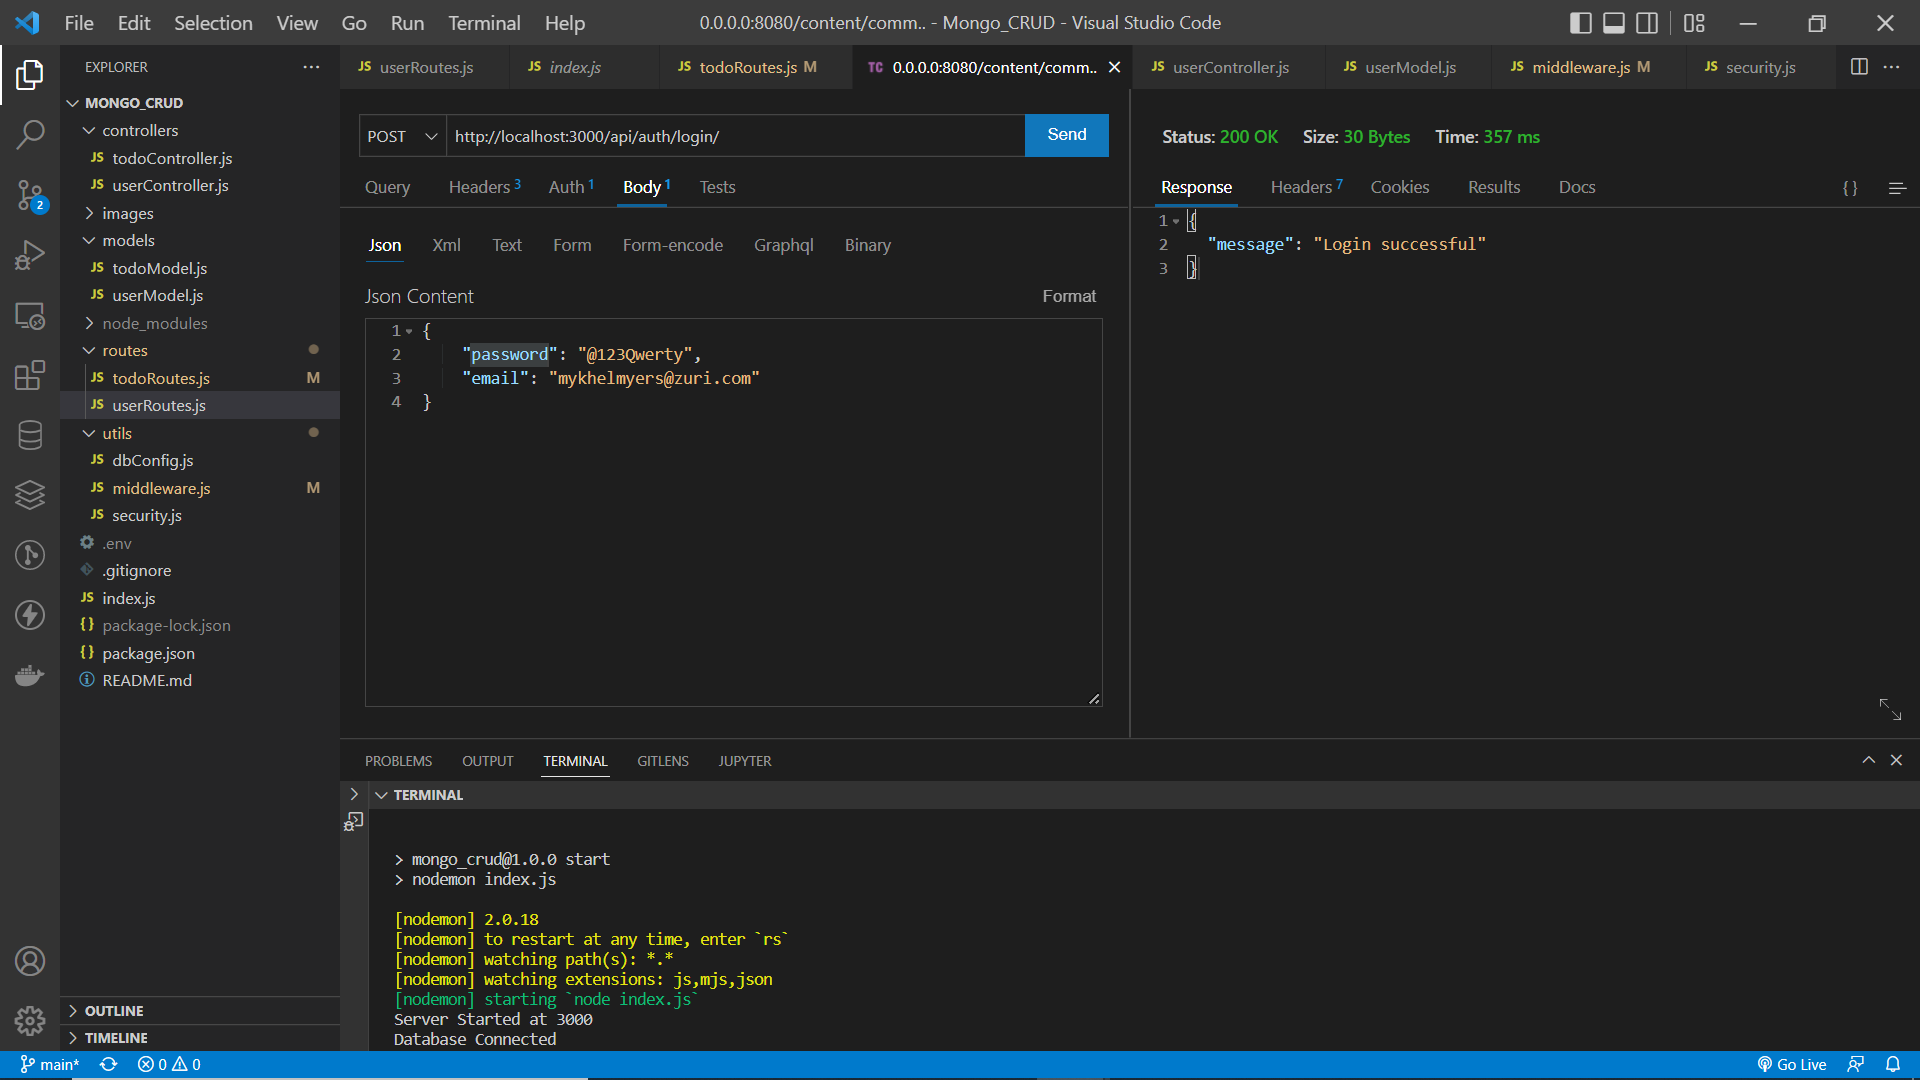 File Edit Selection View Go Run Terminal Help 0.0.0.0:8080/content/comm.. - Mongo_CRUD - Visual Studio Code
EXPLORER
JS userRoutes.js JS index.js JS todoRoutes.js M TC 0.0.0.0:8080/content/comm.. JS userController.js JS userModel.js JS middleware.js M JS security.js
MONGO_CRUD
controllers
JS todoController.js
JS userController.js
images
models
JS todoModel.js
JS userModel.js
node_modules
routes
JS todoRoutes.js M
JS userRoutes.js
utils
JS dbConfig.js
JS middleware.js M
JS security.js
.env
.gitignore
JS index.js
{} package-lock.json
{} package.json
README.md
OUTLINE
TIMELINE
2
POST http://localhost:3000/api/auth/login/ Send
Query Headers 3 Auth 1 Body 1 Tests
Json Xml Text Form Form-encode Graphql Binary
Json Content Format
1 {
2 "password": "@123Qwerty",
3 "email": "mykhelmyers@zuri.com"
4 }
Status: 200 OK Size: 30 Bytes Time: 357 ms
Response Headers 7 Cookies Results Docs {}
1 {
2 "message": "Login successful"
3 }
PROBLEMS OUTPUT TERMINAL GITLENS JUPYTER
TERMINAL
> mongo_crud@1.0.0 start
> nodemon index.js
[nodemon] 2.0.18
[nodemon] to restart at any time, enter `rs`
[nodemon] watching path(s): *.*
[nodemon] watching extensions: js,mjs,json
[nodemon] starting `node index.js`
Server Started at 3000
Database Connected
main* 0 0 Go Live